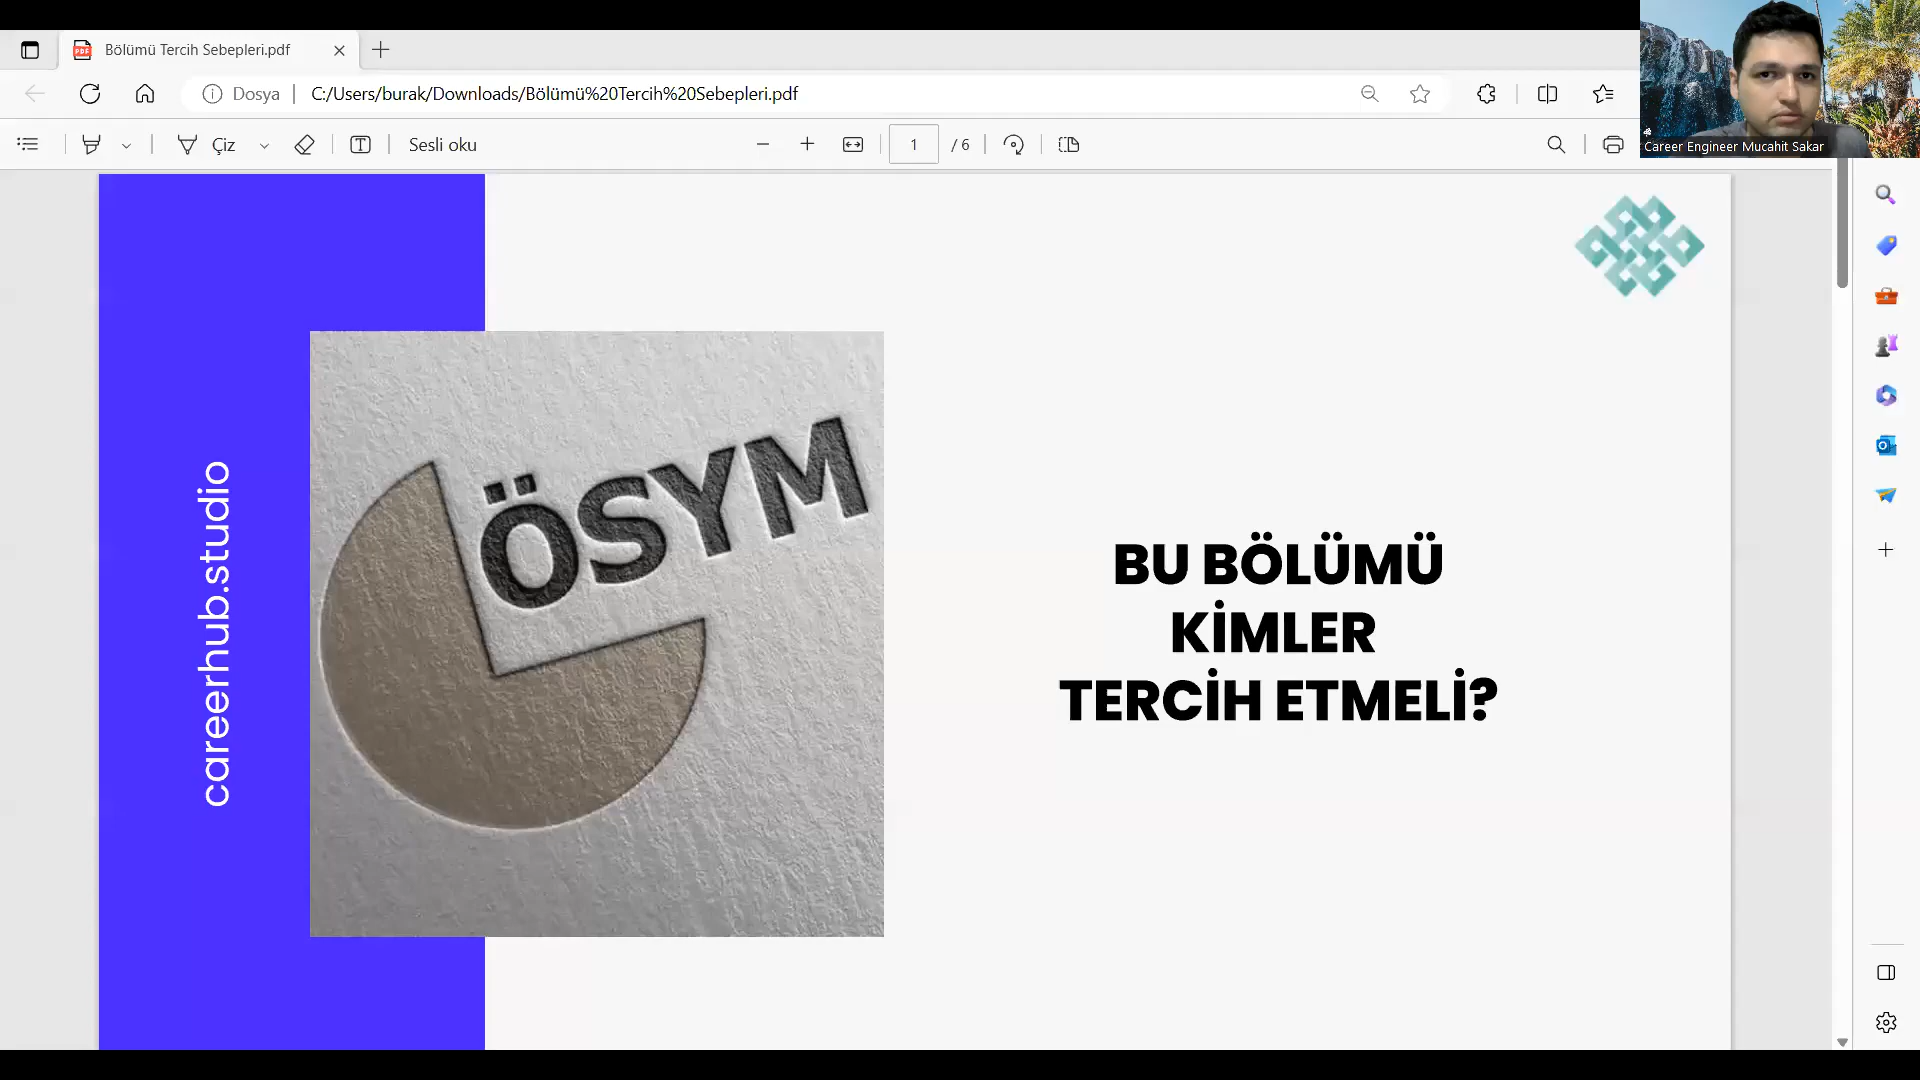 Bölümü Tercih Sebepleri.pdf
Dosya
C:/Users/burak/Downloads/Bölümü%20Tercih%20Sebepleri.pdf
Çiz
Sesli oku
1
/ 6
Career Engineer Mucahit Sakar
careerhub.studio
ÖSYM
BU BÖLÜMÜ
KİMLER
TERCİH ETMELİ?